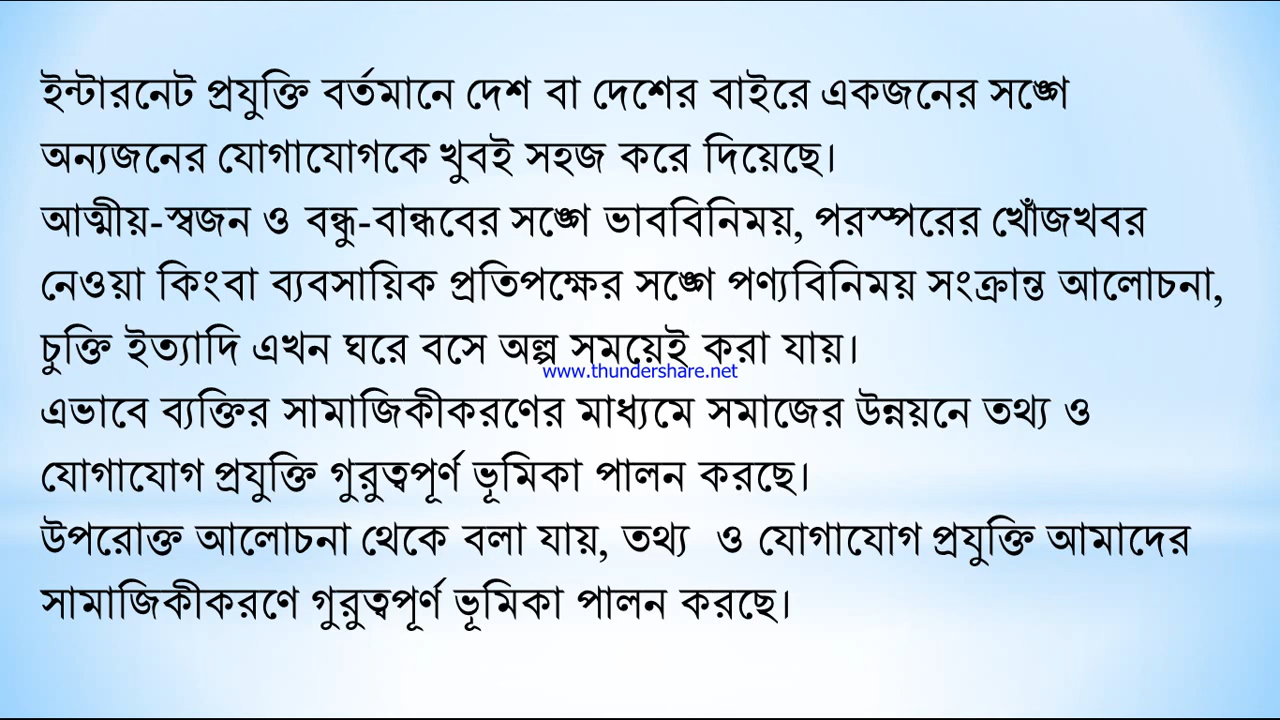 ইন্টারনেট প্রযুক্তি বর্তমানে দেশ বা দেশের বাইরে একজনের সঙ্গে
অন্যজনের যোগাযোগকে খুবই সহজ করে দিয়েছে।
আত্মীয়-স্বজন ও বন্ধু-বান্ধবের সঙ্গে ভাববিনিময়, পরস্পরের খোঁজখবর
নেওয়া কিংবা ব্যবসায়িক প্রতিপক্ষের সঙ্গে পণ্যবিনিময় সংক্রান্ত আলোচনা,
চুক্তি ইত্যাদি এখন ঘরে বসে অল্প সময়েই করা যায়।
www.thundershare.net
এভাবে ব্যক্তির সামাজিকীকরণের মাধ্যমে সমাজের উন্নয়নে তথ্য ও
যোগাযোগ প্রযুক্তি গুরুত্বপূর্ণ ভূমিকা পালন করছে।
উপরোক্ত আলোচনা থেকে বলা যায়, তথ্য  ও যোগাযোগ প্রযুক্তি আমাদের
সামাজিকীকরণে গুরুত্বপূর্ণ ভূমিকা পালন করছে।